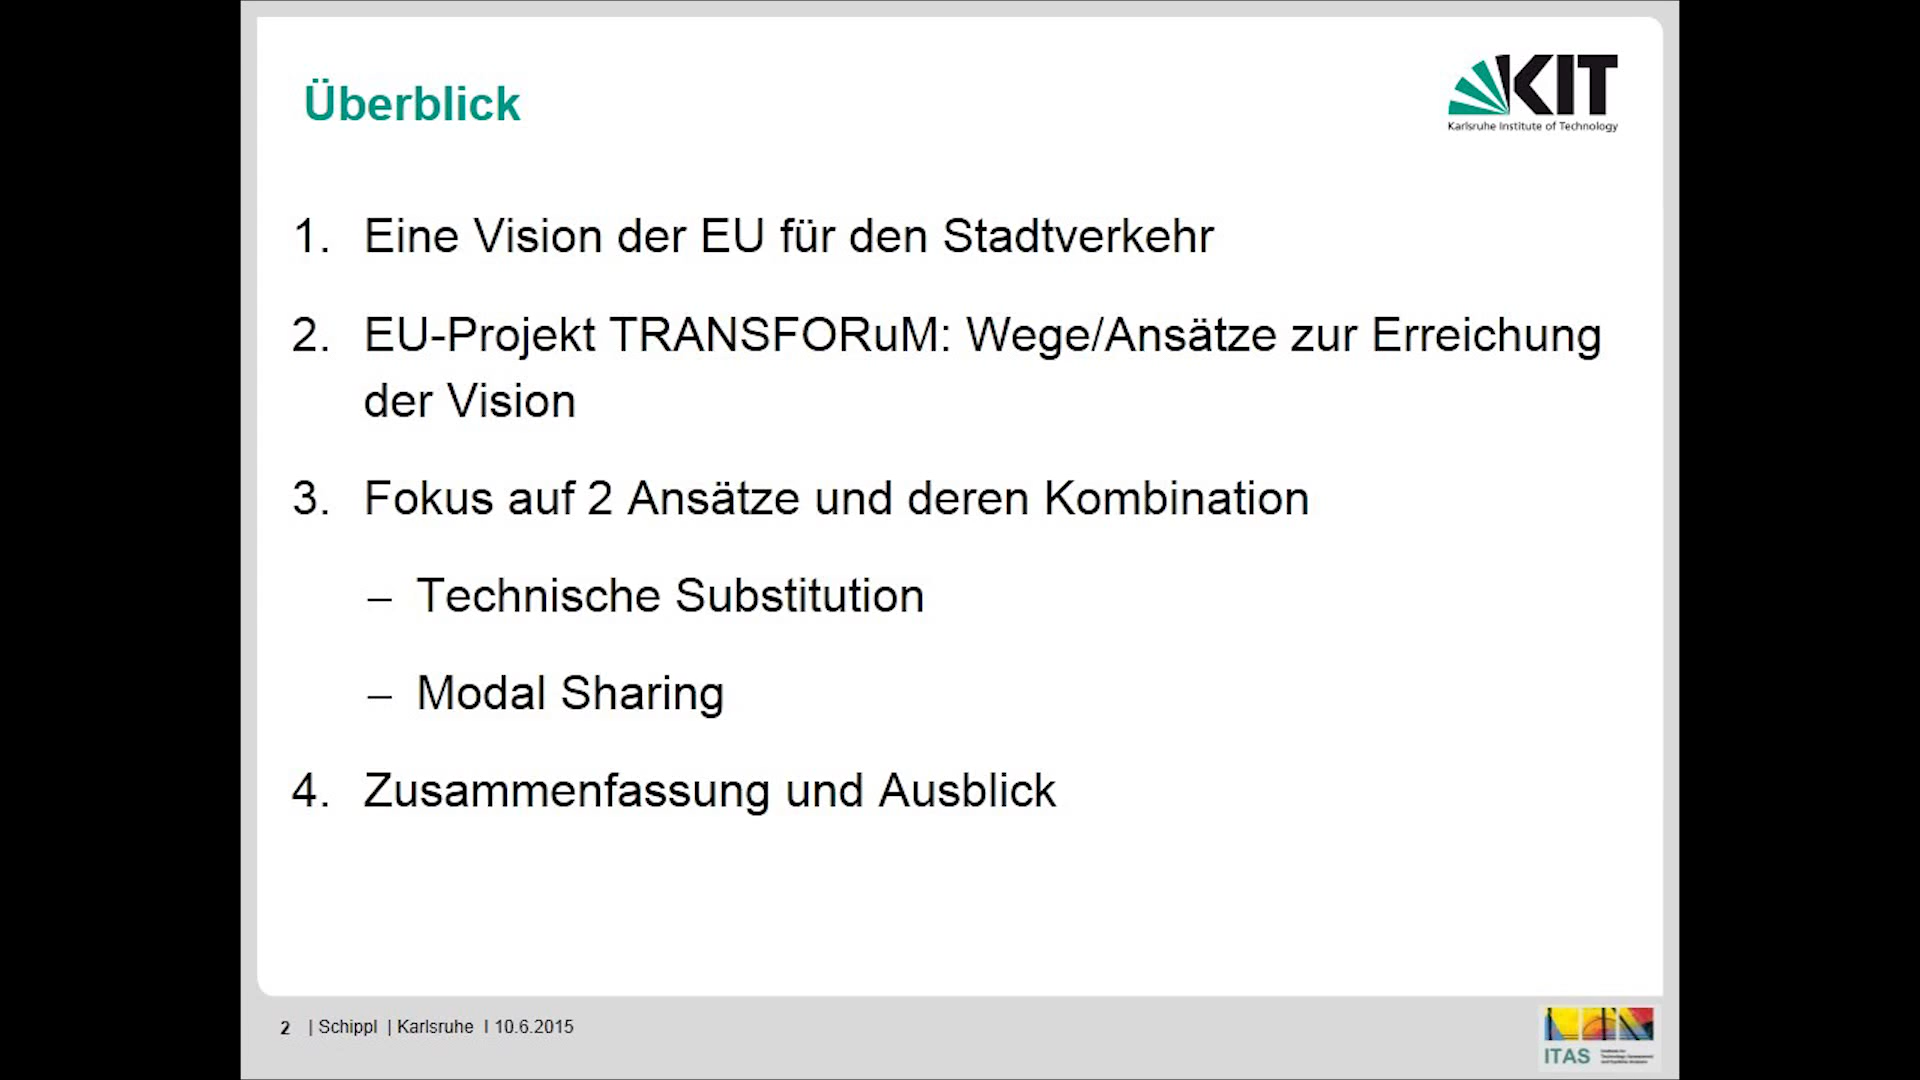 Überblick
KIT
Karlsruhe Institute of Technology
1. Eine Vision der EU für den Stadtverkehr
2. EU-Projekt TRANSFORuM: Wege/Ansätze zur Erreichung
der Vision
3. Fokus auf 2 Ansätze und deren Kombination
– Technische Substitution
– Modal Sharing
4. Zusammenfassung und Ausblick
2 | Schippl | Karlsruhe I 10.6.2015
ITAS